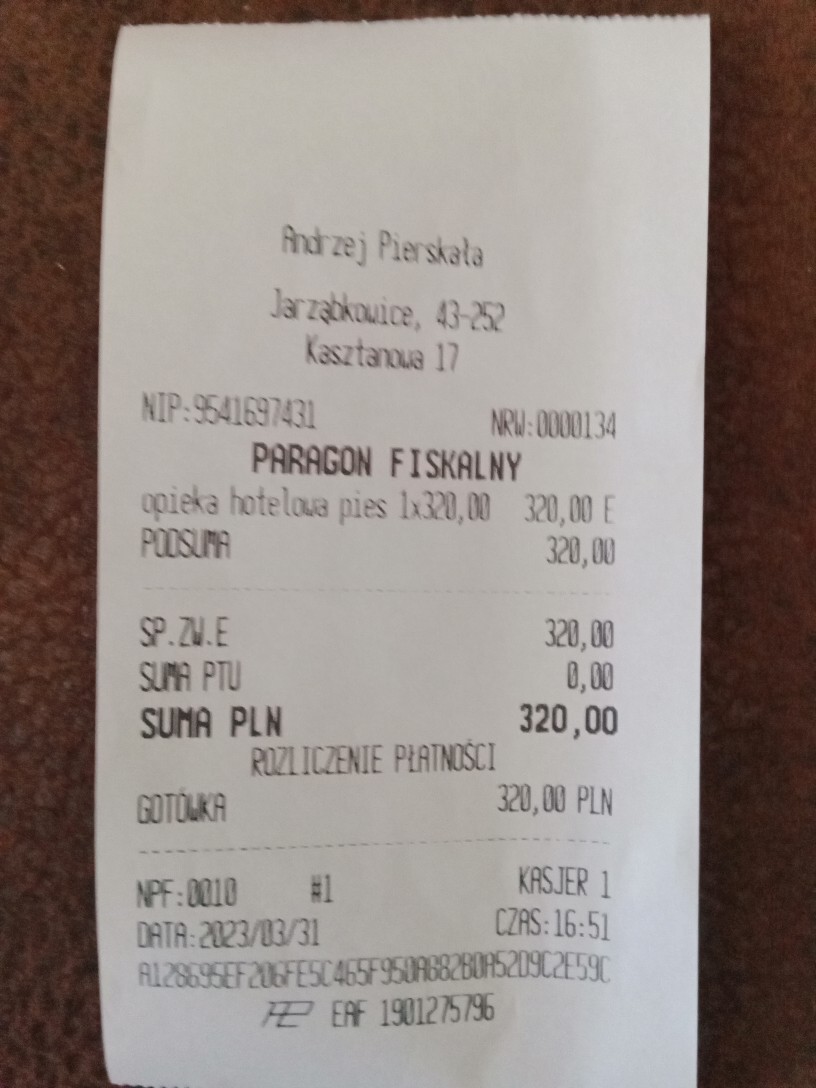 Andrzej Pierskała
Jarząbkowice, 43-252
Kasztanowa 17
NIP:9541697431 NRW:0000134
PARAGON FISKALNY
opieka hotelowa pies 1x320,00 320,00 E
PODSUMA 320,00
SP.ZW.E 320,00
SUMA PTU 0,00
SUMA PLN 320,00
ROZLICZENIE PŁATNOŚCI
GOTÓWKA 320,00 PLN
NPF:0010 #1 KASJER 1
DATA:2023/03/31 CZAS:16:51
EAF 1901275796